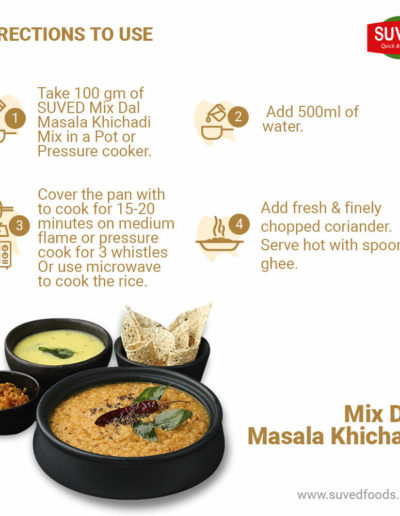 RECTIONS TO USE
SUVE
Quick &
1
Take 100 gm of
SUVED Mix Dal
Masala Khichadi
Mix in a Pot or
Pressure cooker.
2
Add 500ml of
water.
3
Cover the pan with
to cook for 15-20
minutes on medium
flame or pressure
cook for 3 whistles
Or use microwave
to cook the rice.
4
Add fresh & finely
chopped coriander.
Serve hot with spoon
ghee.
Mix D
Masala Khicha
www.suvedfoods.